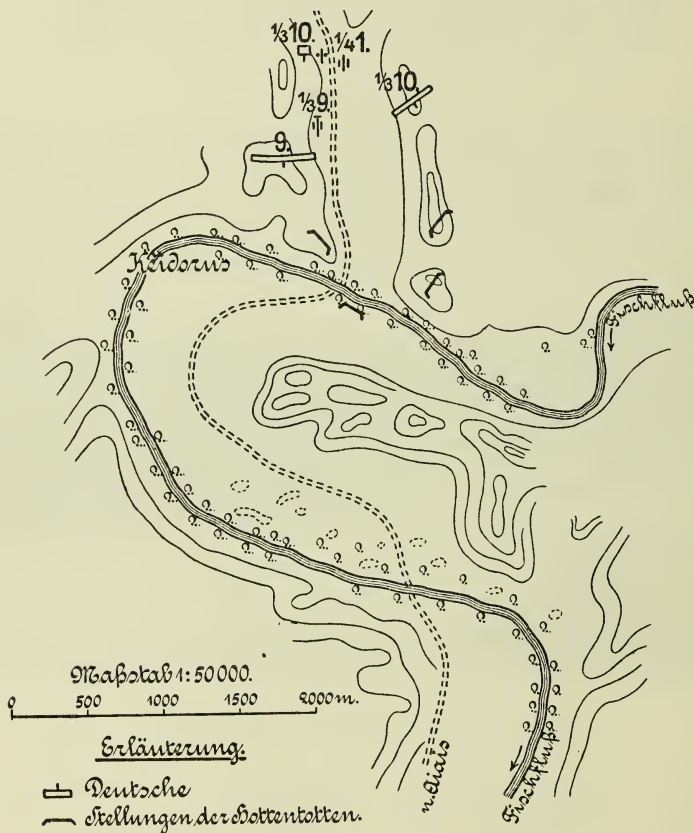 1/3 10.
1/4 1.
1/3 10.
1/3 9.
9.
Keidorus
Fischfluß
Maßstab 1:50000.
0 500 1000 1500 2000 m.
Erläuterung.
Deutsche
Stellungen der Hottentotten.
n. Aiais
Fischfluß